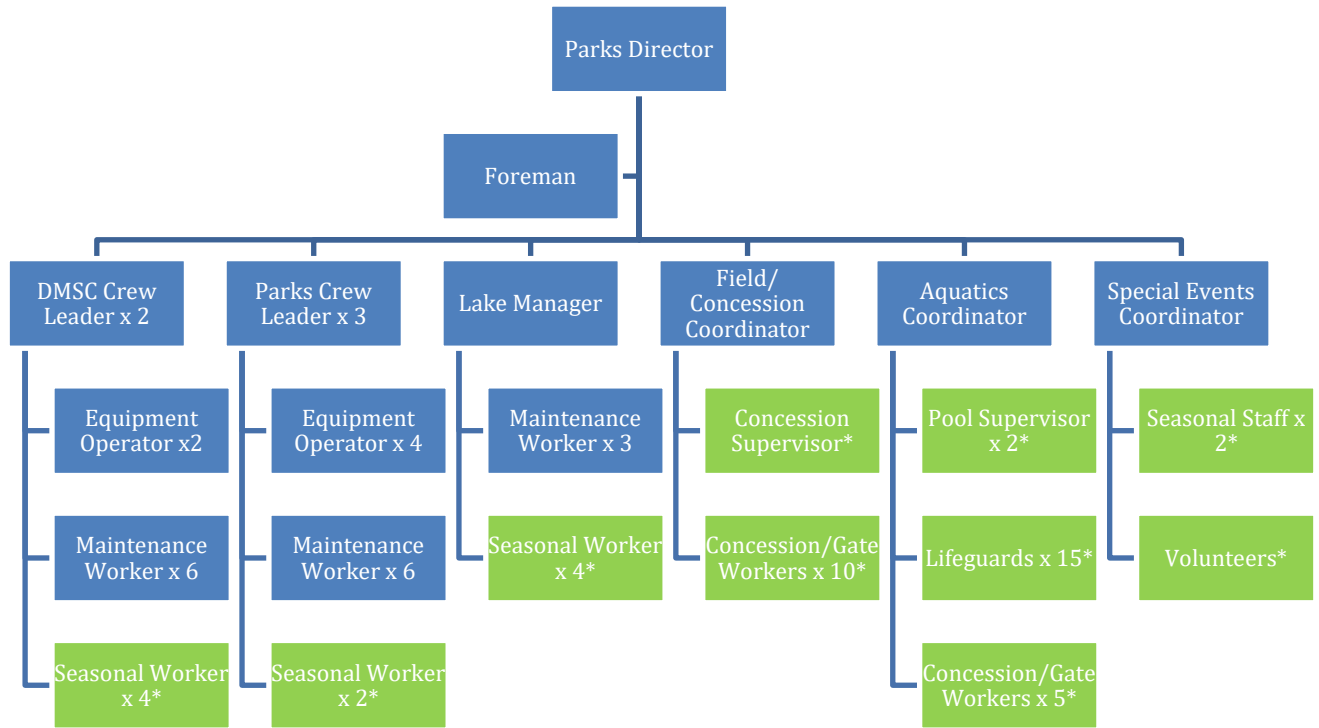 Parks Director
Foreman
DMSC Crew
Leader x 2
Parks Crew
Leader x 3
Lake Manager
Field/
Concession
Coordinator
Aquatics
Coordinator
Special Events
Coordinator
Equipment
Operator x2
Equipment
Operator x 4
Maintenance
Worker x 3
Concession
Supervisor*
Pool Supervisor
x 2*
Seasonal Staff x
2*
Maintenance
Worker x 6
Maintenance
Worker x 6
Seasonal Worker
x 4*
Concession/Gate
Workers x 10*
Lifeguards x 15*
Volunteers*
Seasonal Worker
x 4*
Seasonal Worker
x 2*
Concession/Gate
Workers x 5*